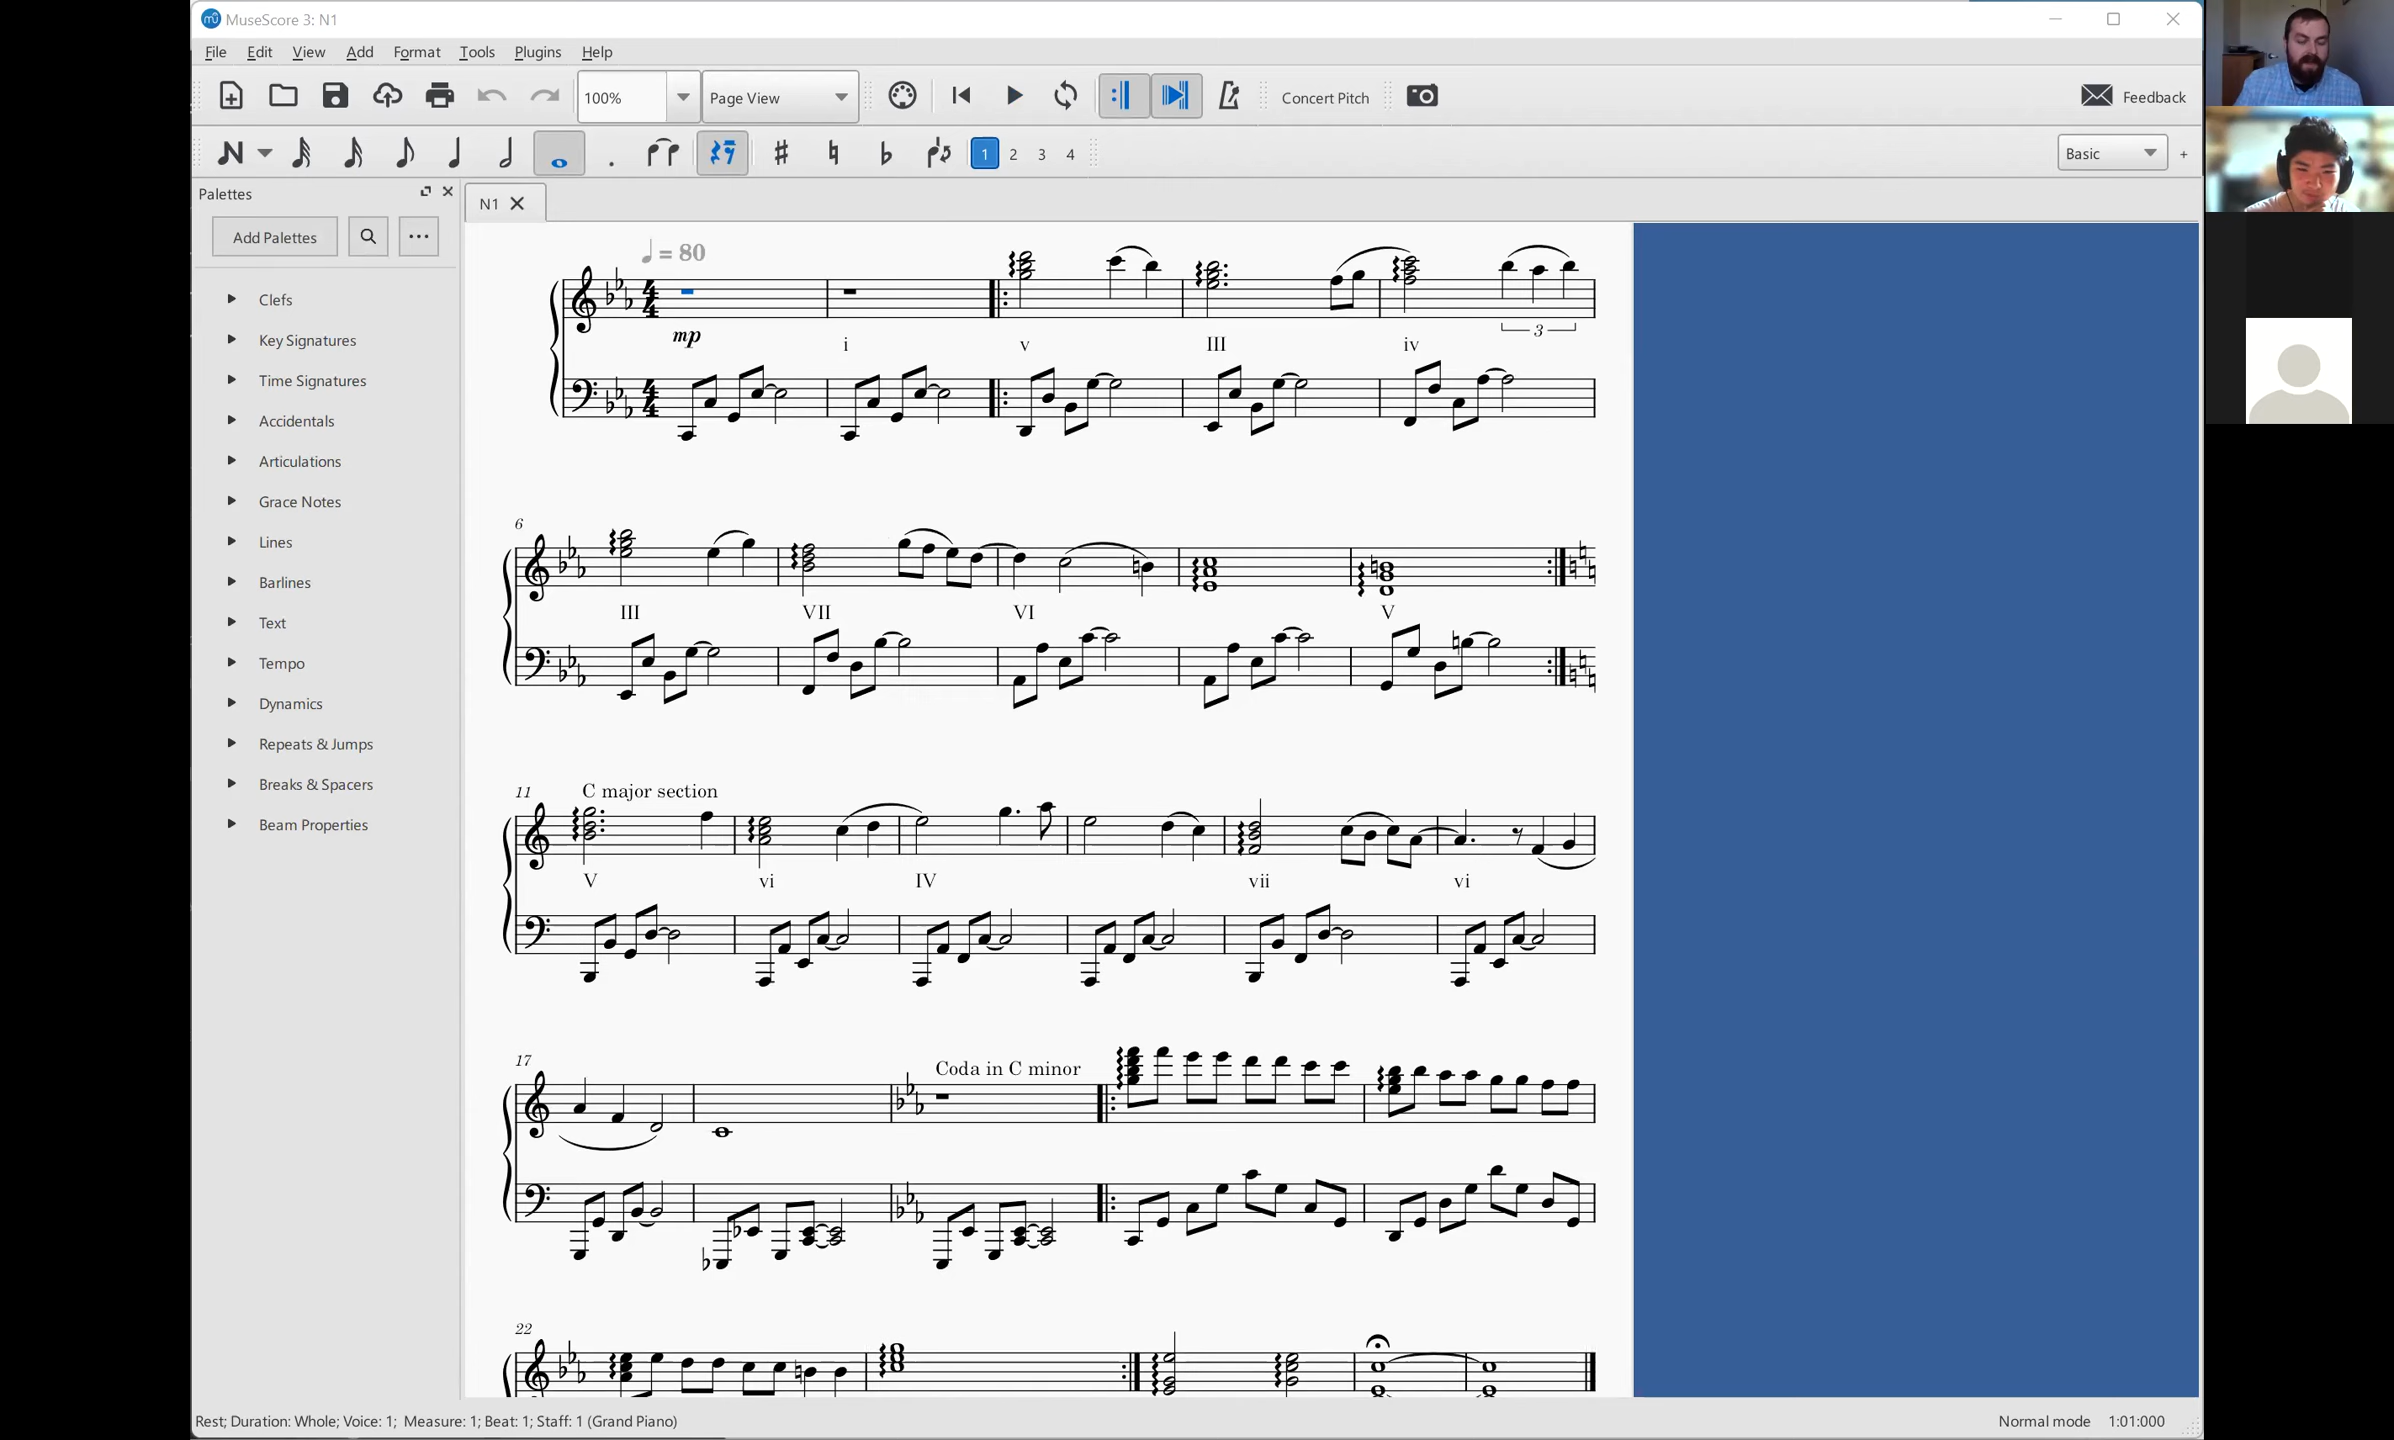 MuseScore 3: N1
File Edit View Add Format Tools Plugins Help
100% Page View Concert Pitch Feedback
1 2 3 4 Basic +
Palettes
N1
Add Palettes ...
Clefs
Key Signatures
Time Signatures
Accidentals
Articulations
Grace Notes
Lines
Barlines
Text
Tempo
Dynamics
Repeats & Jumps
Breaks & Spacers
Beam Properties
= 80
4 4
mp
3
i v III iv
4 4
6
III VII VI V
11 C major section
V vi IV vii vi
17 Coda in C minor
22
Rest; Duration: Whole; Voice: 1; Measure: 1; Beat: 1; Staff: 1 (Grand Piano) Normal mode 1:01:000